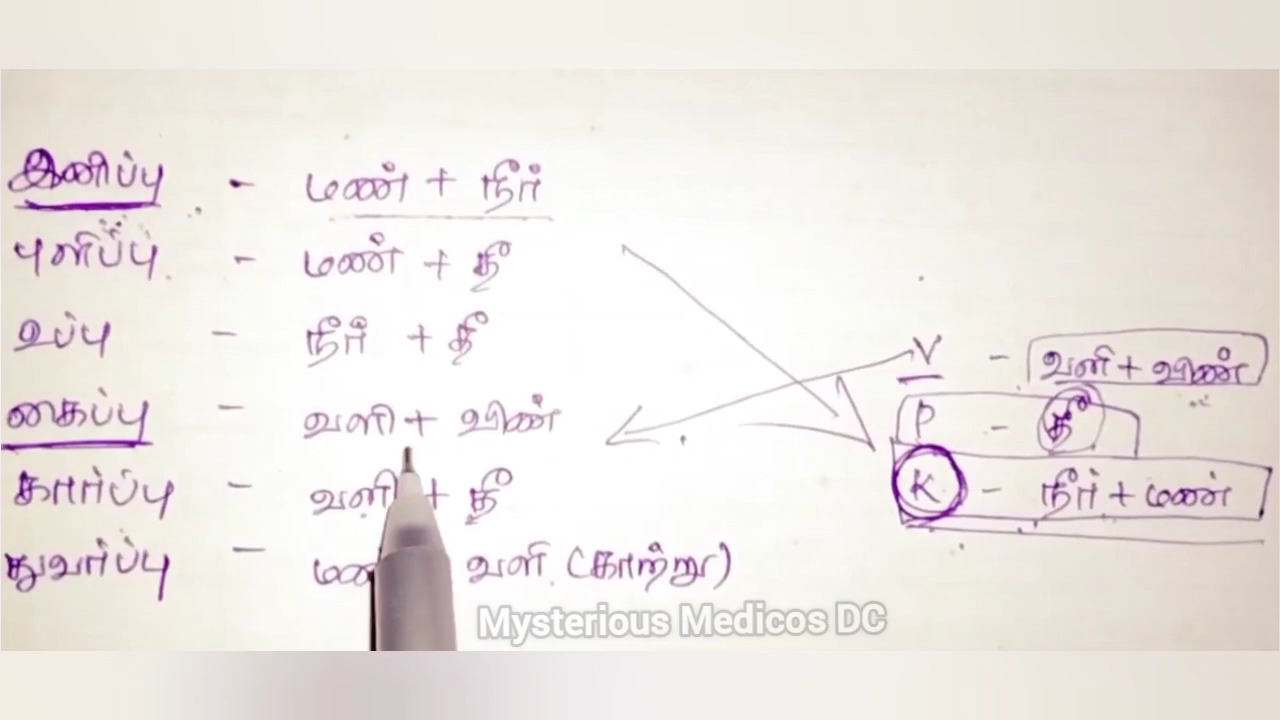 இனிப்பு - மண் + நீர்
புளிப்பு - மண் + தீ
உப்பு - நீர் + தீ
கைப்பு - வளி + விண்
கார்ப்பு - வளி + தீ
துவர்ப்பு - வளி (காற்று)
V - வளி + விண்
P - தீ
K - நீர் + மண்
Mysterious Medicos DC